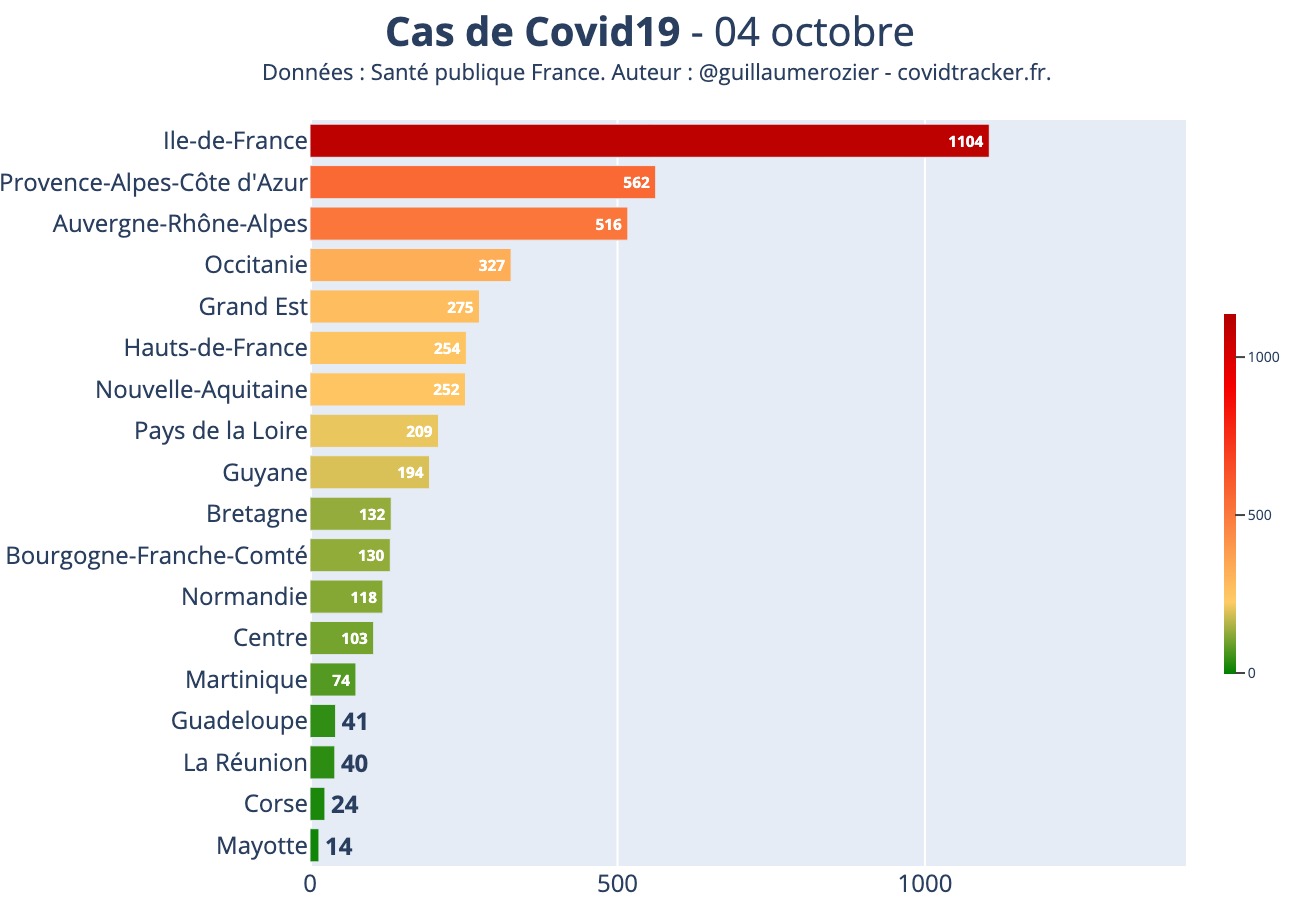 Cas de Covid19 - 04 octobre
Données : Santé publique France. Auteur : @guillaumerozier - covidtracker.fr.
Ile-de-France 1104
Provence-Alpes-Côte d'Azur 562
Auvergne-Rhône-Alpes 516
Occitanie 327
Grand Est 275
Hauts-de-France 254
Nouvelle-Aquitaine 252
Pays de la Loire 209
Guyane 194
Bretagne 132
Bourgogne-Franche-Comté 130
Normandie 118
Centre 103
Martinique 74
Guadeloupe 41
La Réunion 40
Corse 24
Mayotte 14
0 500 1000
1000
500
0